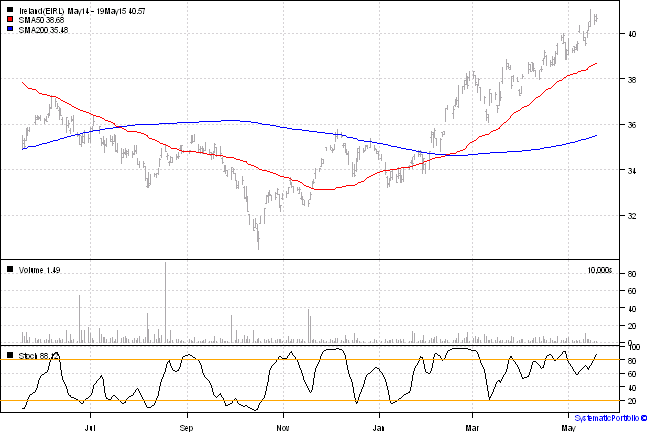 Ireland(EIRL) May14 - 19May15 40.57
SMA50 38.68
SMA200 35.48
40
38
36
34
32
Volume 1.49
10,000s
80
60
40
20
0
Stoch 88.12
100
80
60
40
20
Jul
Sep
Nov
Jan
Mar
May
SystematicPortfolio ©